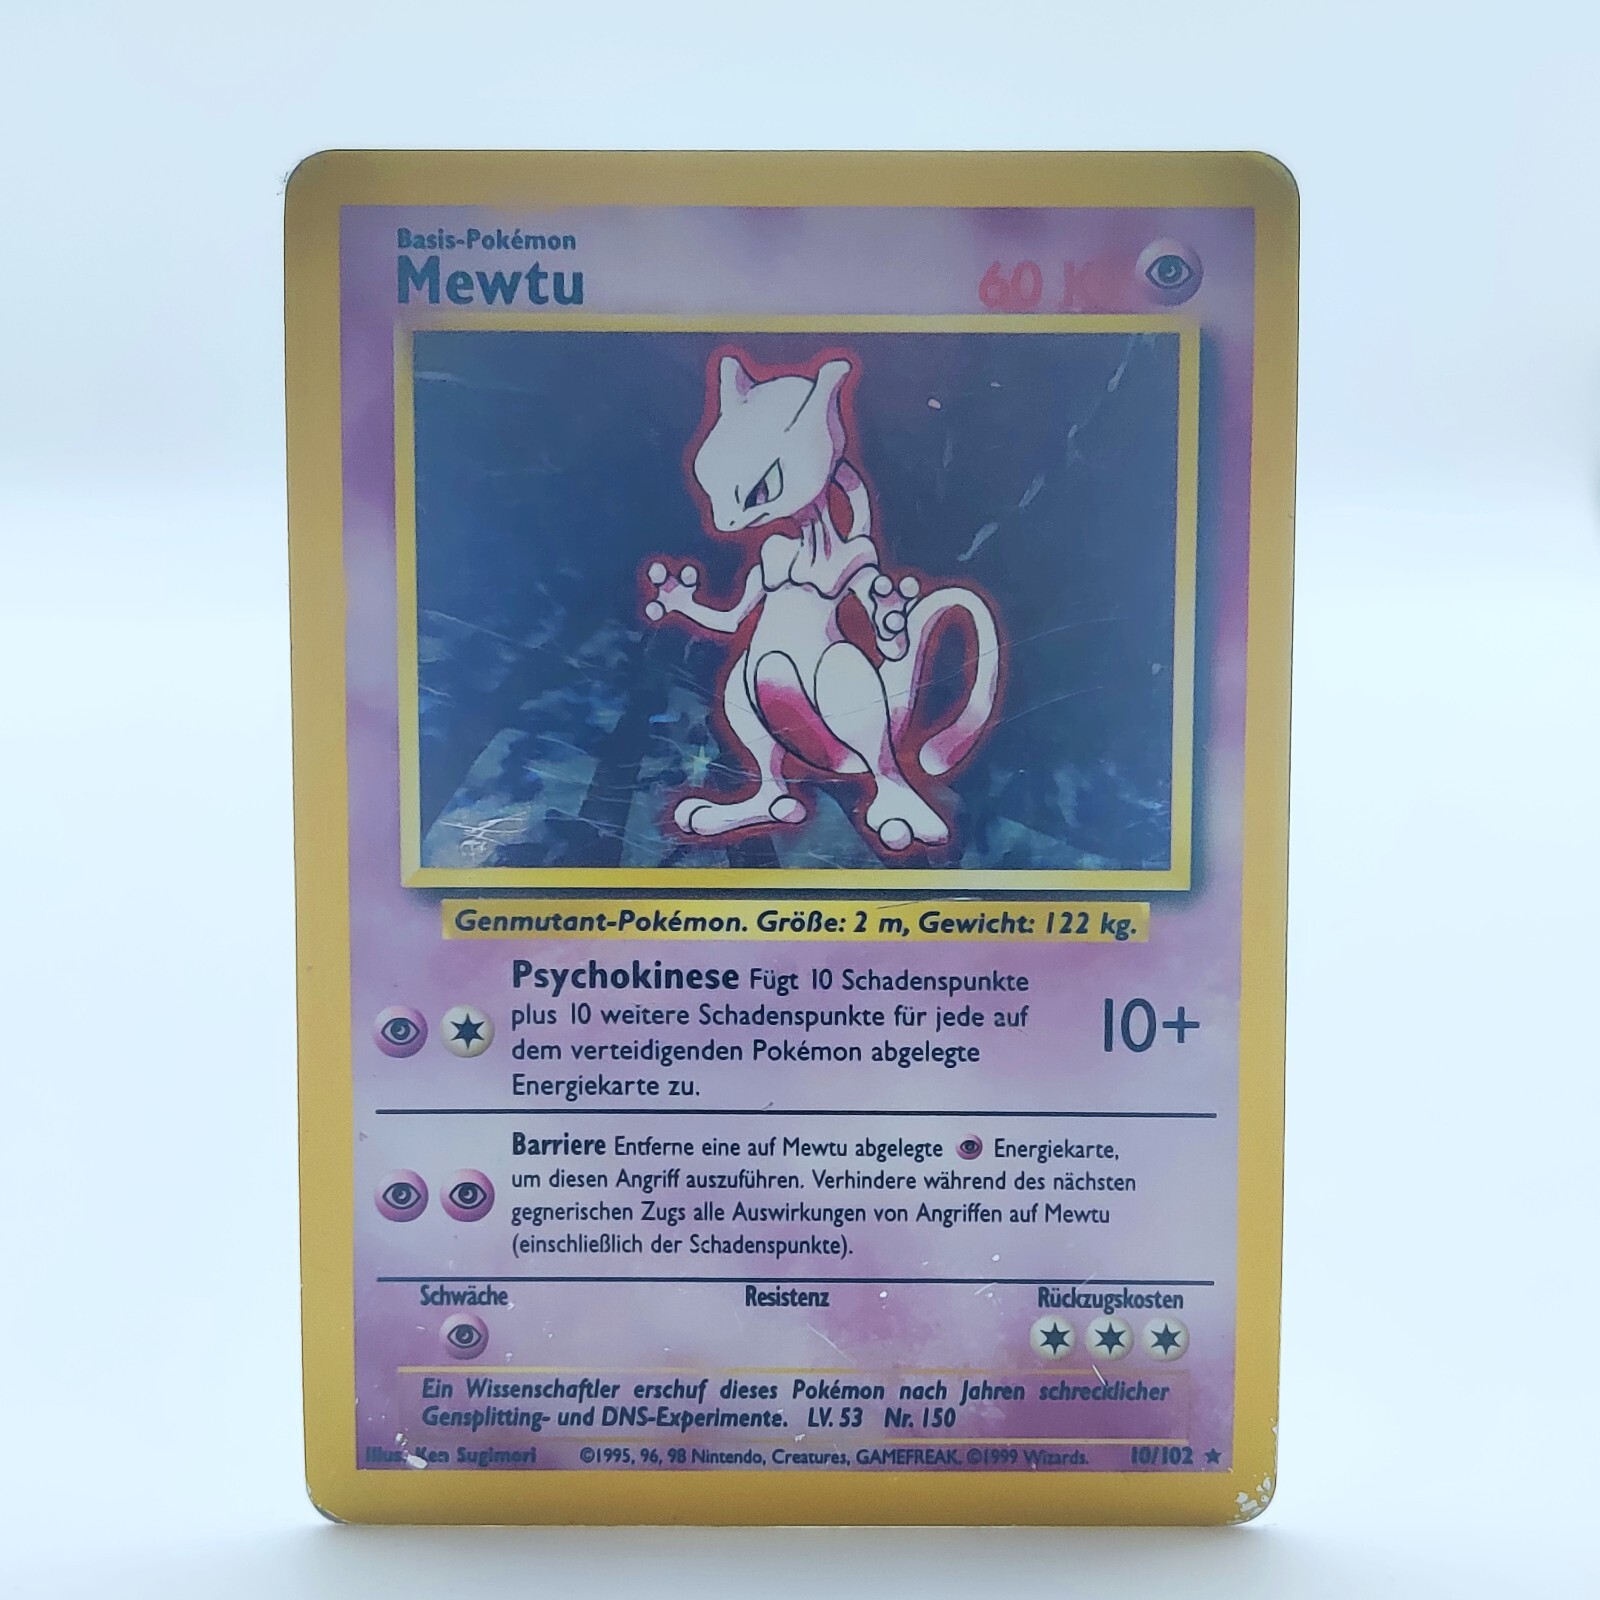 Basis-Pokémon
Mewtu
60 K
Genmutant-Pokémon. Größe: 2 m, Gewicht: 122 kg.
Psychokinese Fügt 10 Schadenspunkte
plus 10 weitere Schadenspunkte für jede auf
dem verteidigenden Pokémon abgelegte
Energiekarte zu.
10+
Barriere Entferne eine auf Mewtu abgelegte Energiekarte,
um diesen Angriff auszuführen. Verhindere während des nächsten
gegnerischen Zugs alle Auswirkungen von Angriffen auf Mewtu
(einschließlich der Schadenspunkte).
Schwäche Resistenz Rückzugskosten
Ein Wissenschaftler erschuf dieses Pokémon nach Jahren schrecklicher
Gensplitting- und DNS-Experimente. LV. 53 Nr. 150
Illus. Ken Sugimori ©1995, 96, 98 Nintendo, Creatures, GAMEFREAK. ©1999 Wizards. 10/102 ★